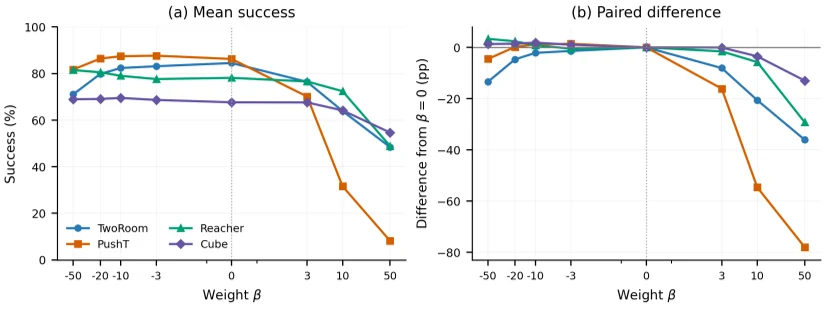 (a) Mean success
Success (%)
100
80
60
40
20
0
TwoRoom
PushT
Reacher
Cube
-50 -20 -10 -3 0 3 10 50
Weight β
(b) Paired difference
Difference from β = 0 (pp)
0
−20
−40
−60
−80
-50 -20 -10 -3 0 3 10 50
Weight β